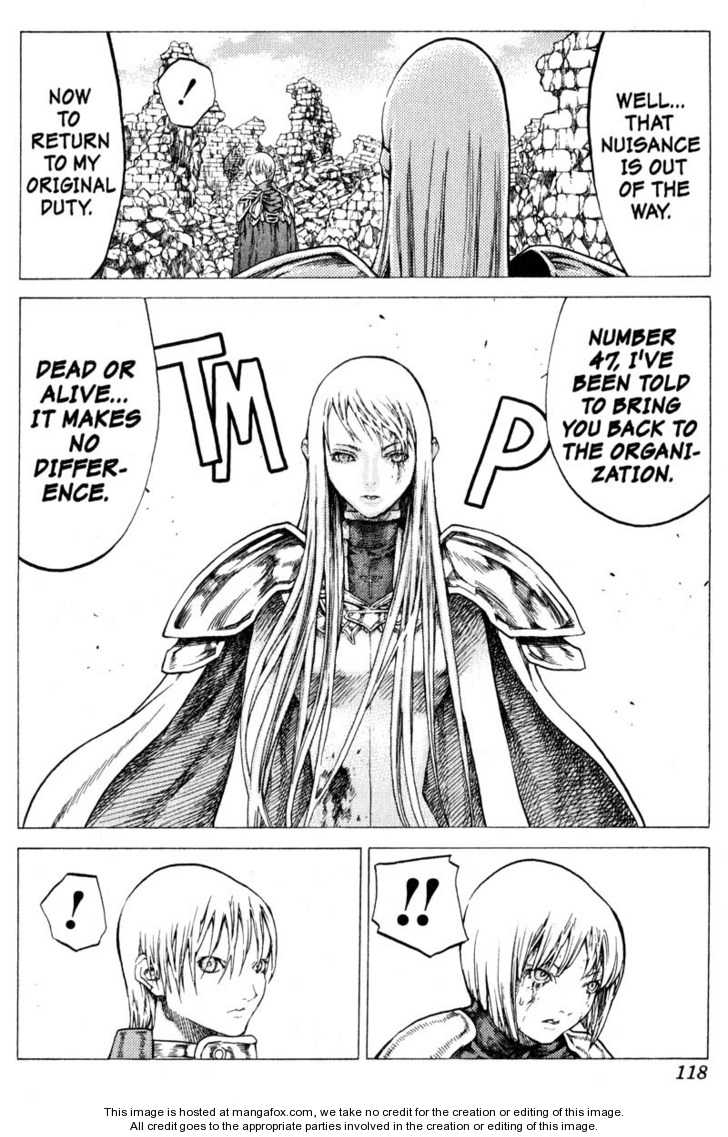 WELL...
THAT
NUISANCE
IS OUT
OF THE
WAY.
!
NOW
TO
RETURN
TO MY
ORIGINAL
DUTY.
NUMBER
47, I'VE
BEEN TOLD
TO BRING
YOU BACK TO
THE ORGANI-
ZATION.
TMP
DEAD OR
ALIVE...
IT MAKES
NO
DIFFER-
ENCE.
!
!!
118
This image is hosted at mangafox.com, we take no credit for the creation or editing of this image.
All credit goes to the appropriate parties involved in the creation or editing of this image.